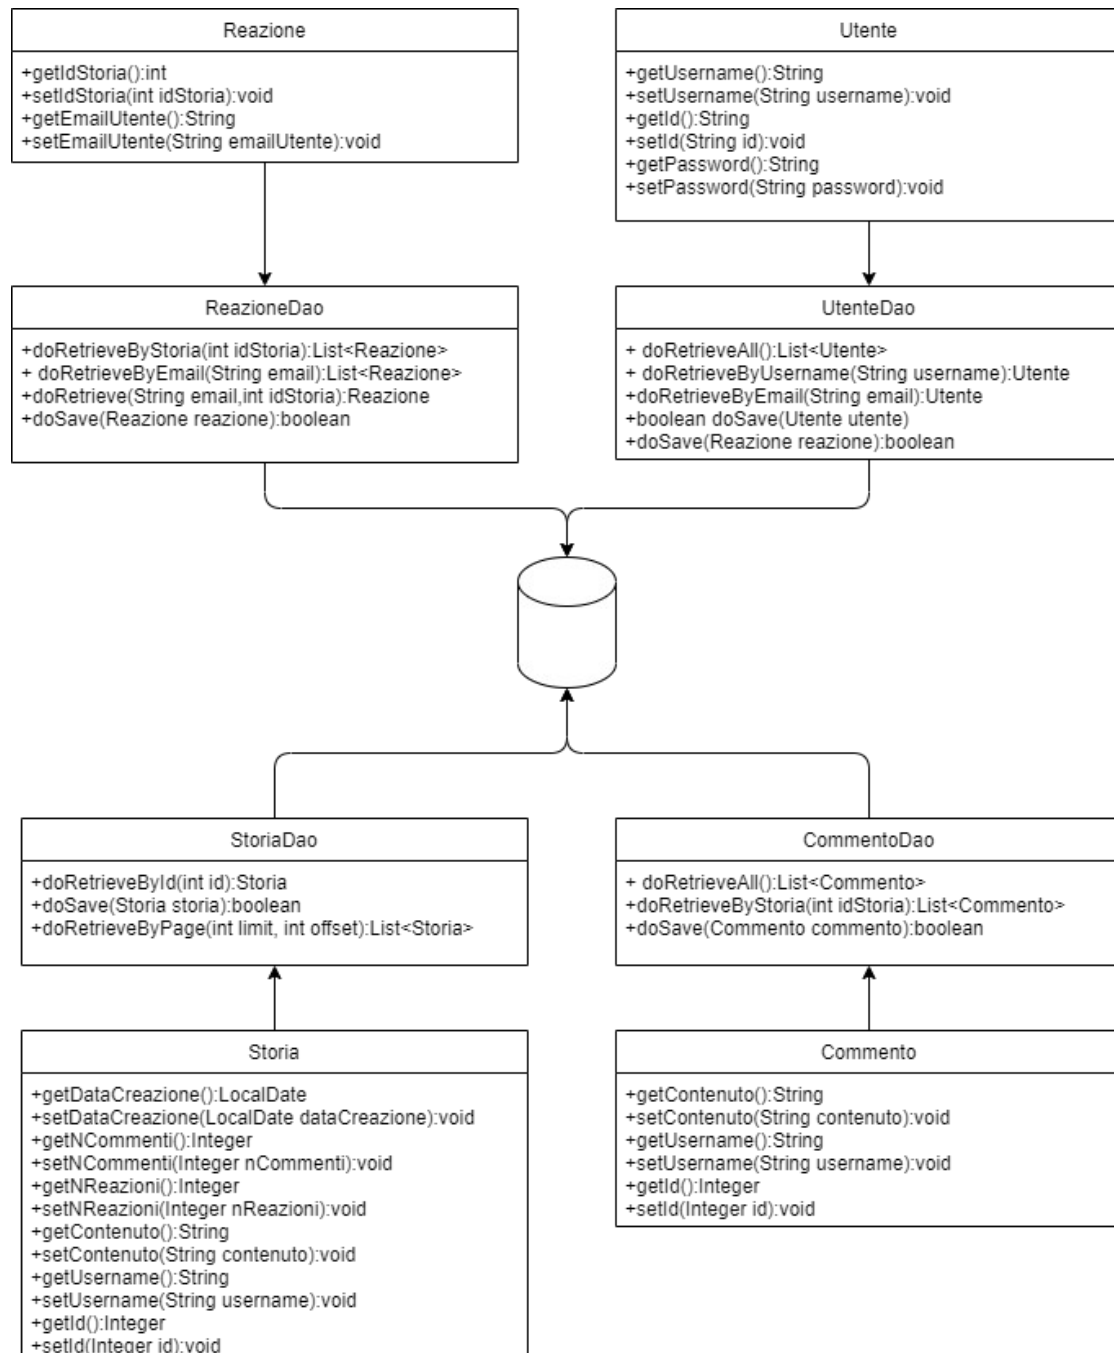 Reazione
+getIdStoria():int
+setIdStoria(int idStoria):void
+getEmailUtente():String
+setEmailUtente(String emailUtente):void
Utente
+getUsername():String
+setUsername(String username):void
+getId():String
+setId(String id):void
+getPassword():String
+setPassword(String password):void
ReazioneDao
+doRetrieveByStoria(int idStoria):List<Reazione>
+ doRetrieveByEmail(String email):List<Reazione>
+doRetrieve(String email,int idStoria):Reazione
+doSave(Reazione reazione):boolean
UtenteDao
+ doRetrieveAll():List<Utente>
+ doRetrieveByUsername(String username):Utente
+doRetrieveByEmail(String email):Utente
+boolean doSave(Utente utente)
+doSave(Reazione reazione):boolean
StoriaDao
+doRetrieveById(int id):Storia
+doSave(Storia storia):boolean
+doRetrieveByPage(int limit, int offset):List<Storia>
CommentoDao
+ doRetrieveAll():List<Commento>
+doRetrieveByStoria(int idStoria):List<Commento>
+doSave(Commento commento):boolean
Storia
+getDataCreazione():LocalDate
+setDataCreazione(LocalDate dataCreazione):void
+getNCommenti():Integer
+setNCommenti(Integer nCommenti):void
+getNReazioni():Integer
+setNReazioni(Integer nReazioni):void
+getContenuto():String
+setContenuto(String contenuto):void
+getUsername():String
+setUsername(String username):void
+getId():Integer
+setId(Integer id):void
Commento
+getContenuto():String
+setContenuto(String contenuto):void
+getUsername():String
+setUsername(String username):void
+getId():Integer
+setId(Integer id):void